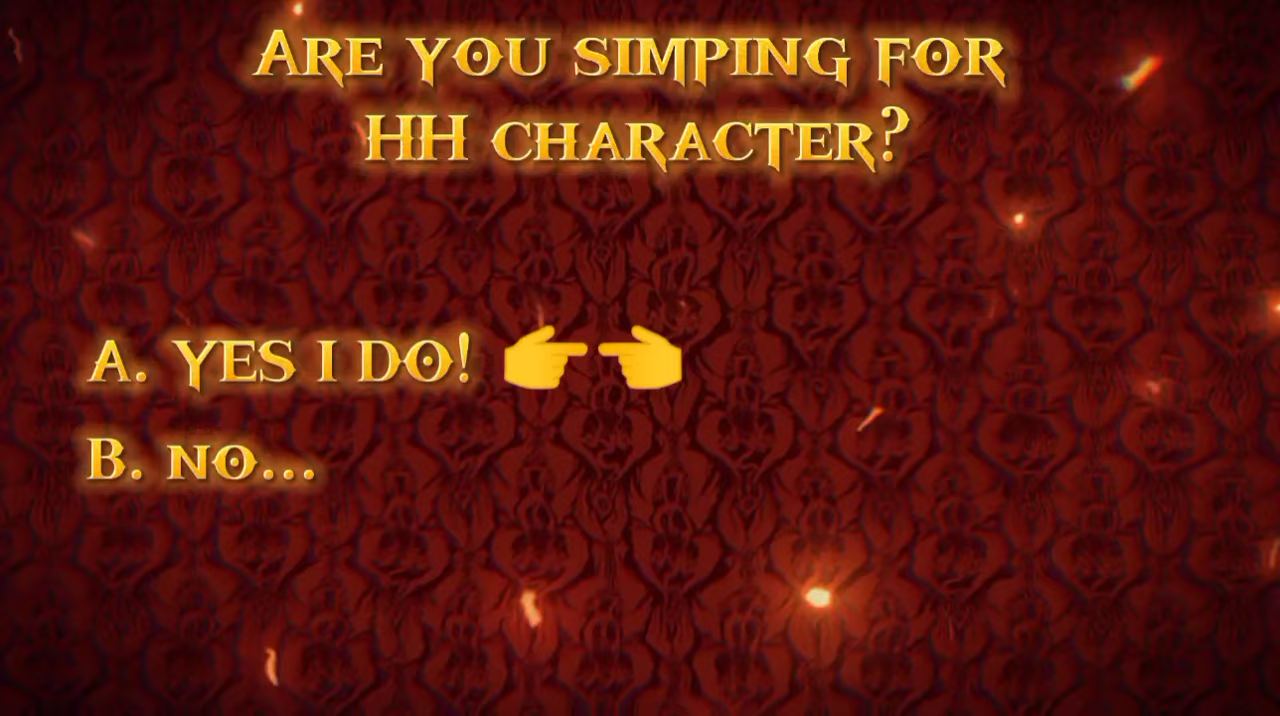 Are you simping for
HH character?
A. Yes I do! 👉👈
B. no...